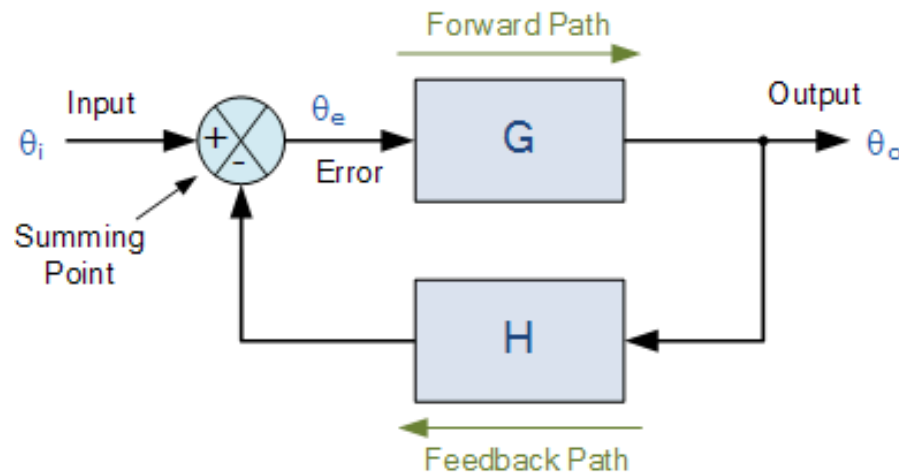 Forward Path
Input
Output
θi
+
-
θe
Error
G
θo
Summing
Point
H
Feedback Path